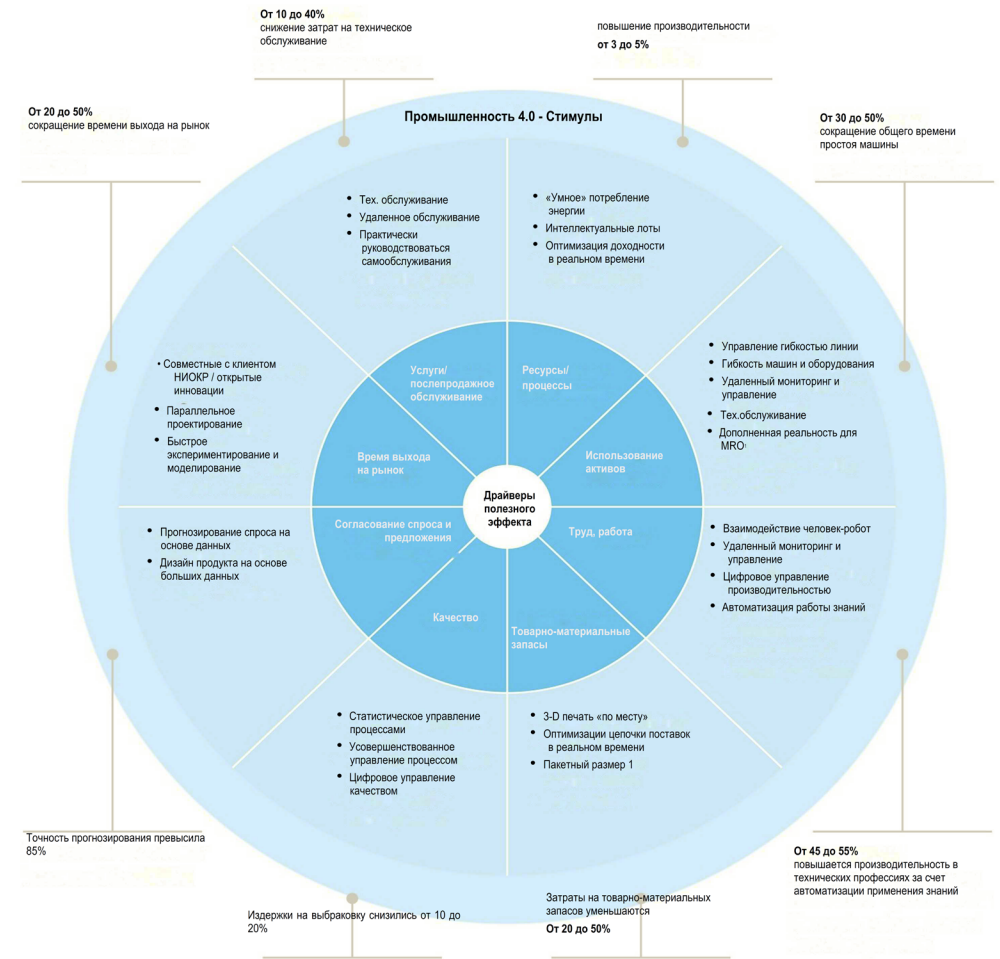 От 10 до 40%
снижение затрат на техническое
обслуживание
повышение производительности
от 3 до 5%
От 20 до 50%
сокращение времени выхода на рынок
От 30 до 50%
сокращение общего времени
простоя машины
Промышленность 4.0 - Стимулы
• Тех. обслуживание
• Удаленное обслуживание
• Практически
руководствоваться
самообслуживания
• «Умное» потребление
энергии
• Интеллектуальные лоты
• Оптимизация доходности
в реальном времени
• Совместные с клиентом
НИОКР / открытые
инновации
• Параллельное
проектирование
• Быстрое
экспериментирование и
моделирование
• Управление гибкостью линии
• Гибкость машин и оборудования
• Удаленный мониторинг и
управление
• Тех.обслуживание
• Дополненная реальность для
MRO
Услуги/
послепродажное
обслуживание
Ресурсы/
процессы
Время выхода
на рынок
Использование
активов
Драйверы
полезного
эффекта
Согласование спроса и
предложения
Труд, работа
Качество
Товарно-материальные
запасы
• Прогнозирование спроса на
основе данных
• Дизайн продукта на основе
больших данных
• Взаимодействие человек-робот
• Удаленный мониторинг и
управление
• Цифровое управление
производительностью
• Автоматизация работы знаний
• Статистическое управление
процессами
• Усовершенствованное
управление процессом
• Цифровое управление
качеством
• 3-D печать «по месту»
• Оптимизации цепочки поставок
в реальном времени
• Пакетный размер 1
Точность прогнозирования превысила
85%
От 45 до 55%
повышается производительность в
технических профессиях за счет
автоматизации применения знаний
Издержки на выбраковку снизились от 10 до
20%
Затраты на товарно-материальных
запасов уменьшаются
От 20 до 50%